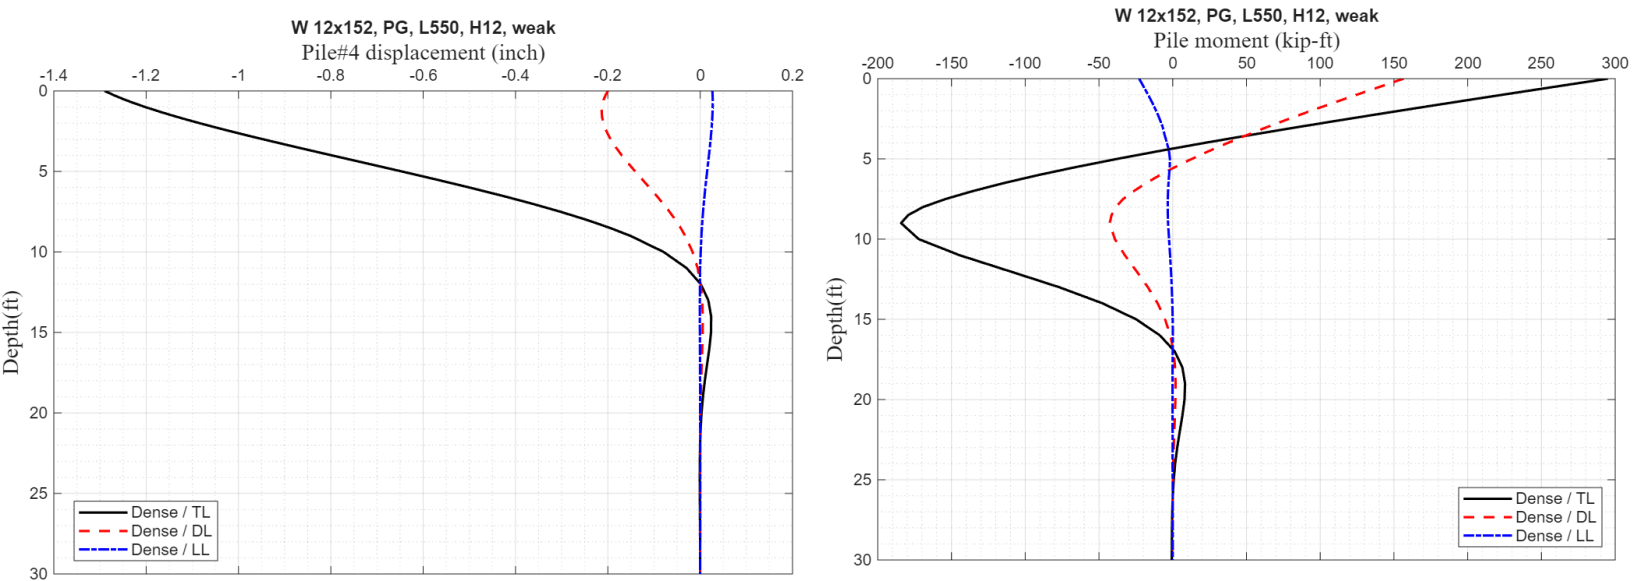 W 12x152, PG, L550, H12, weak
Pile#4 displacement (inch)
-1.4 -1.2 -1 -0.8 -0.6 -0.4 -0.2 0 0.2
0
5
10
15
20
25
30
Depth(ft)
Dense / TL
Dense / DL
Dense / LL
W 12x152, PG, L550, H12, weak
Pile moment (kip-ft)
-200 -150 -100 -50 0 50 100 150 200 250 300
0
5
10
15
20
25
30
Depth(ft)
Dense / TL
Dense / DL
Dense / LL